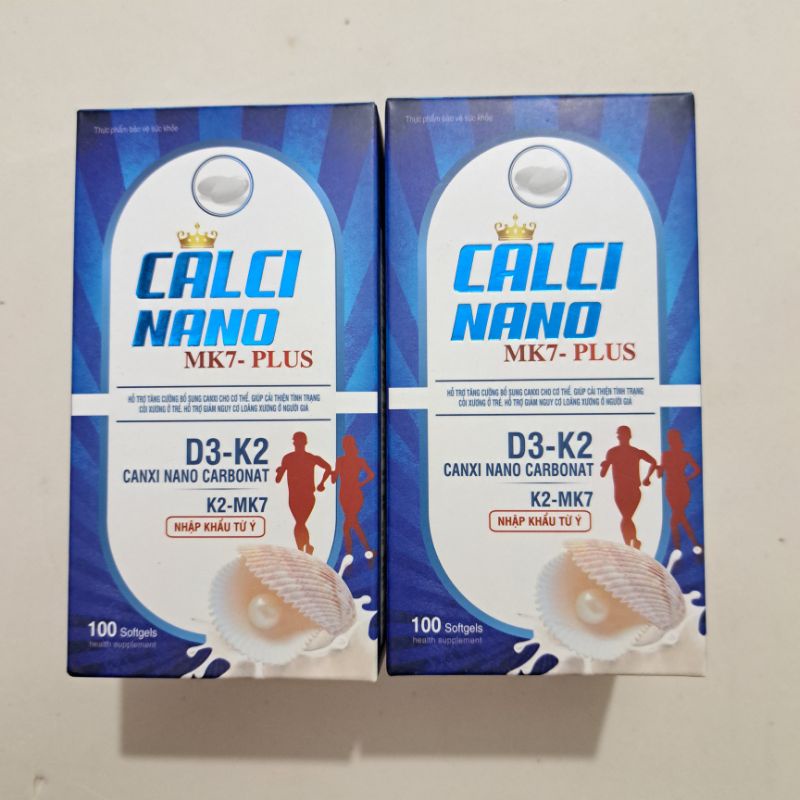 Thực phẩm bảo vệ sức khỏe
CALCI
NANO
MK7- PLUS
HỖ TRỢ TĂNG CƯỜNG BỔ SUNG CANXI CHO CƠ THỂ, GIÚP CẢI THIỆN TÌNH TRẠNG
CÒI XƯƠNG Ở TRẺ, HỖ TRỢ GIẢM NGUY CƠ LOÃNG XƯƠNG Ở NGƯỜI GIÀ
D3-K2
CANXI NANO CARBONAT
K2-MK7
NHẬP KHẨU TỪ Ý
100 Softgels
health supplement
Thực phẩm bảo vệ sức khỏe
CALCI
NANO
MK7- PLUS
HỖ TRỢ TĂNG CƯỜNG BỔ SUNG CANXI CHO CƠ THỂ, GIÚP CẢI THIỆN TÌNH TRẠNG
CÒI XƯƠNG Ở TRẺ, HỖ TRỢ GIẢM NGUY CƠ LOÃNG XƯƠNG Ở NGƯỜI GIÀ
D3-K2
CANXI NANO CARBONAT
K2-MK7
NHẬP KHẨU TỪ Ý
100 Softgels
health supplement